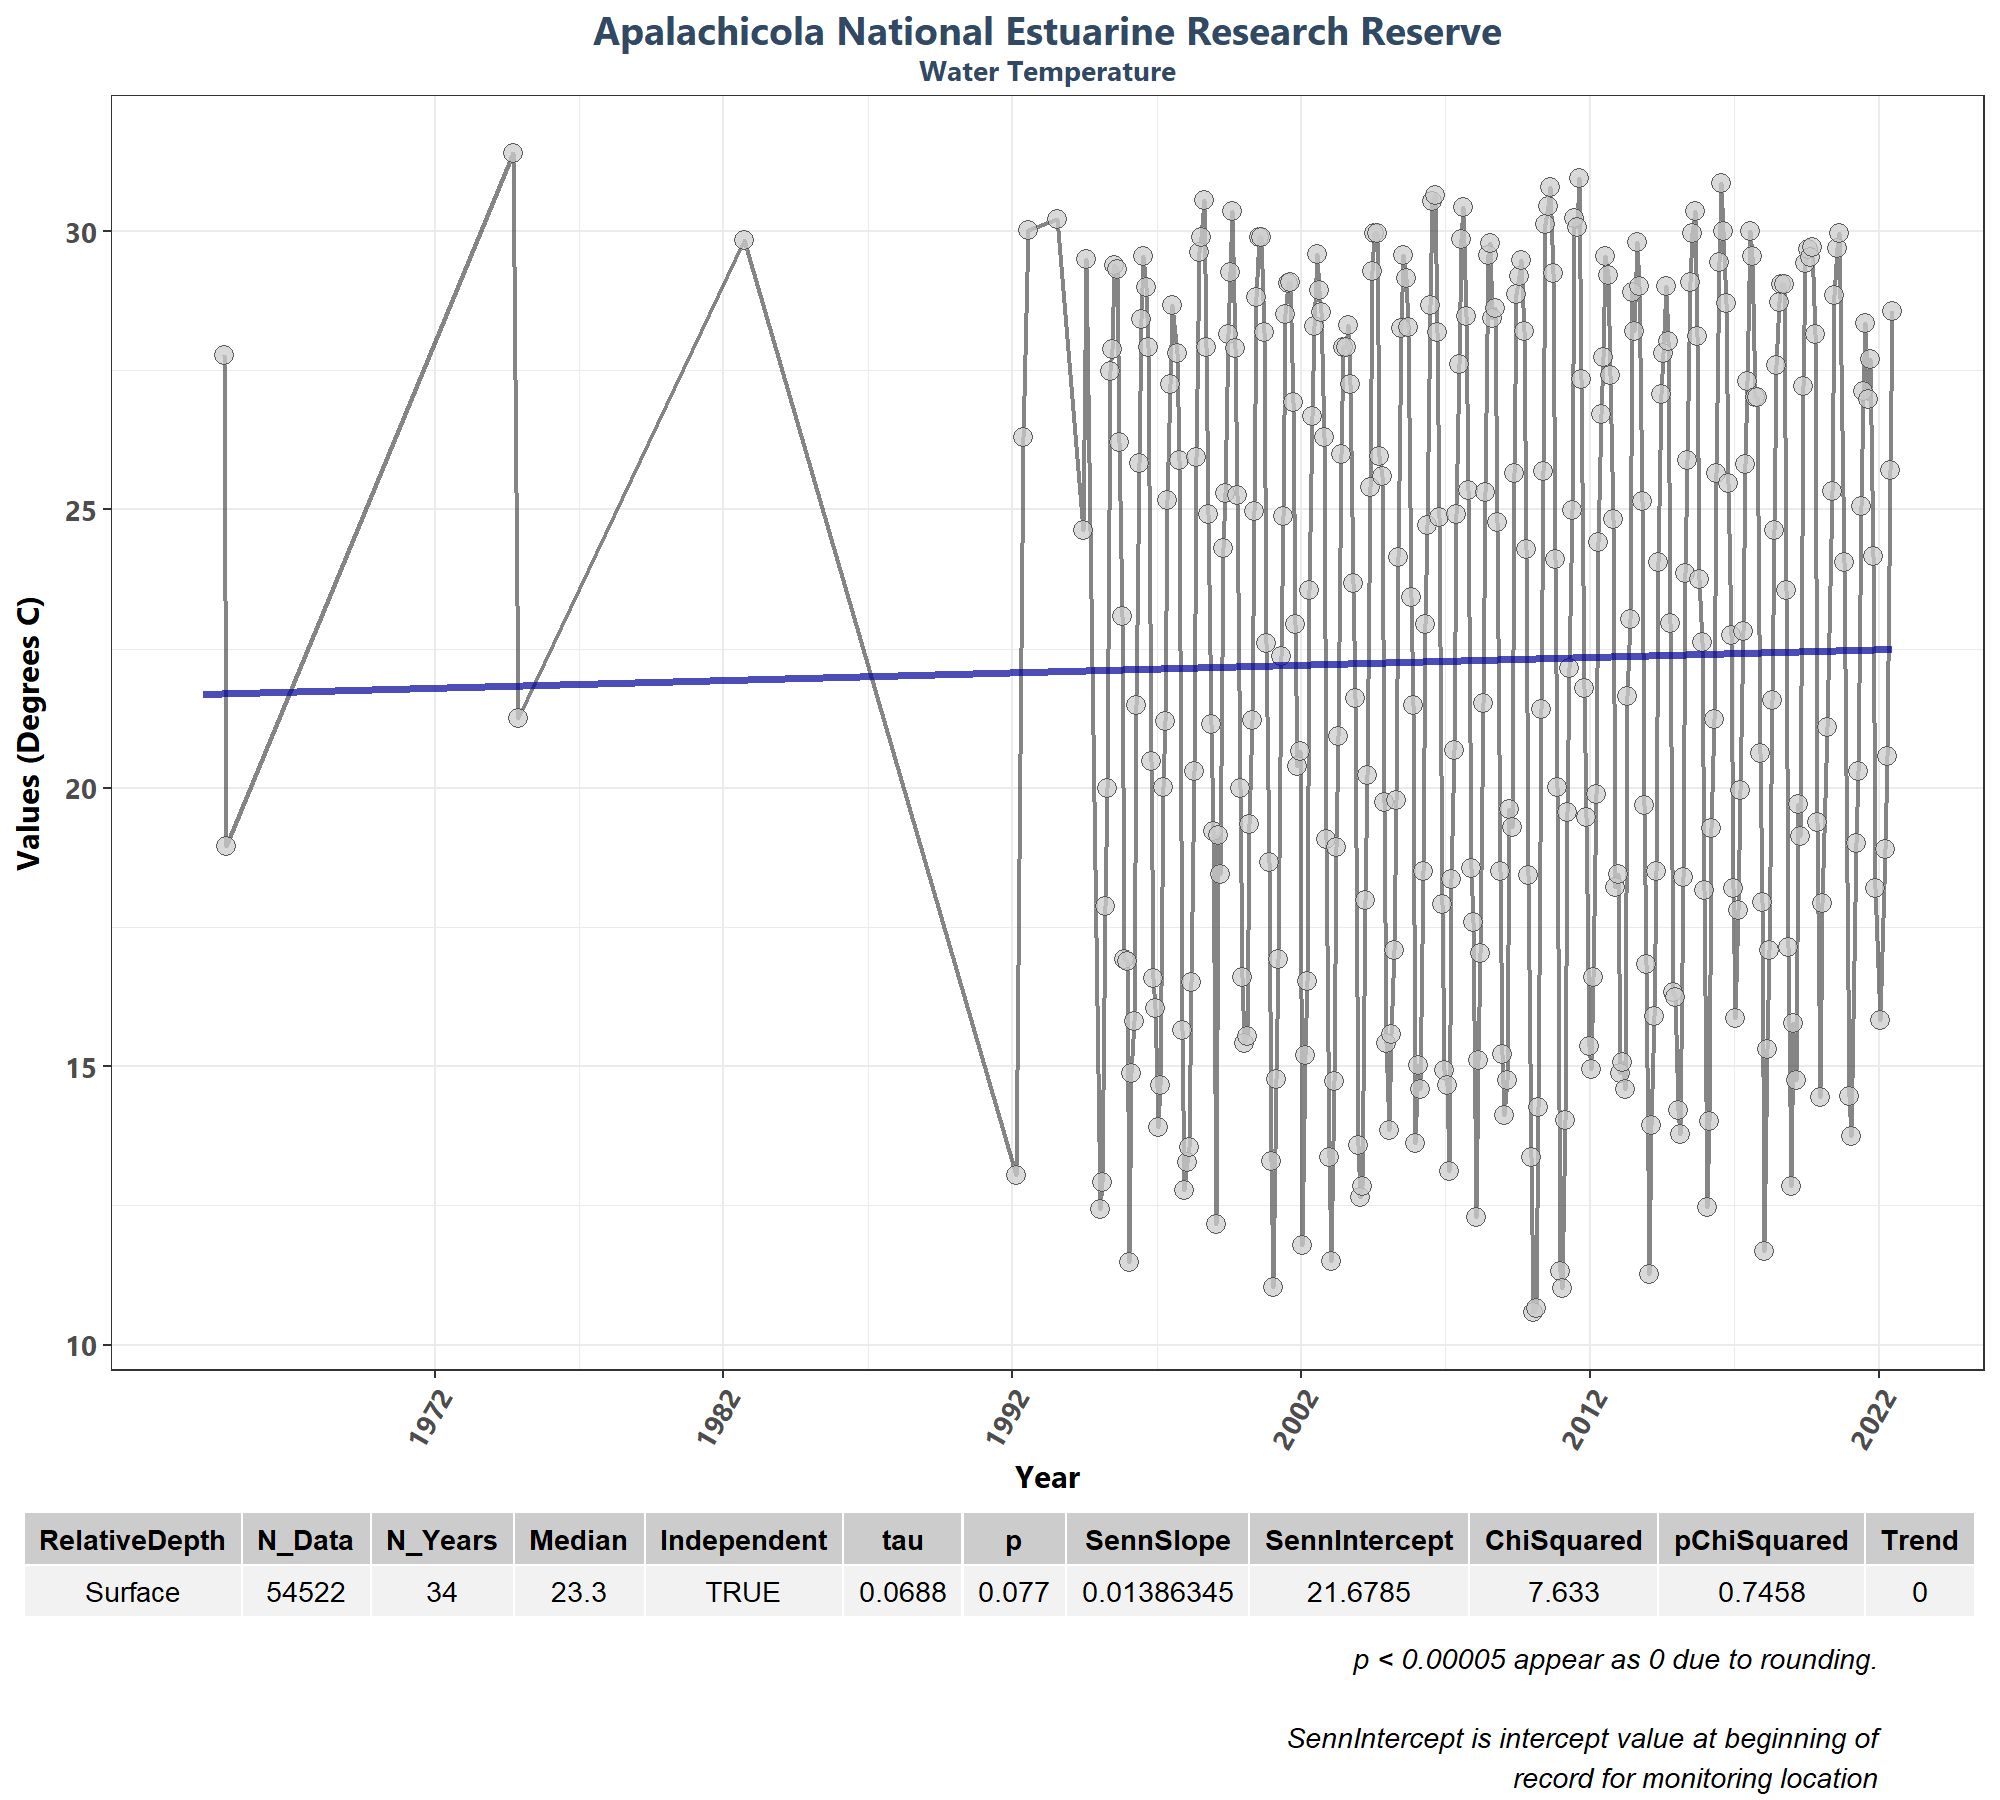 Apalachicola National Estuarine Research Reserve
Water Temperature
Values (Degrees C)
30
25
20
15
10
1972
1982
1992
2002
2012
2022
Year
RelativeDepth N_Data N_Years Median Independent tau p SennSlope SennIntercept ChiSquared pChiSquared Trend
Surface 54522 34 23.3 TRUE 0.0688 0.077 0.01386345 21.6785 7.633 0.7458 0
p < 0.00005 appear as 0 due to rounding.
SennIntercept is intercept value at beginning of
record for monitoring location